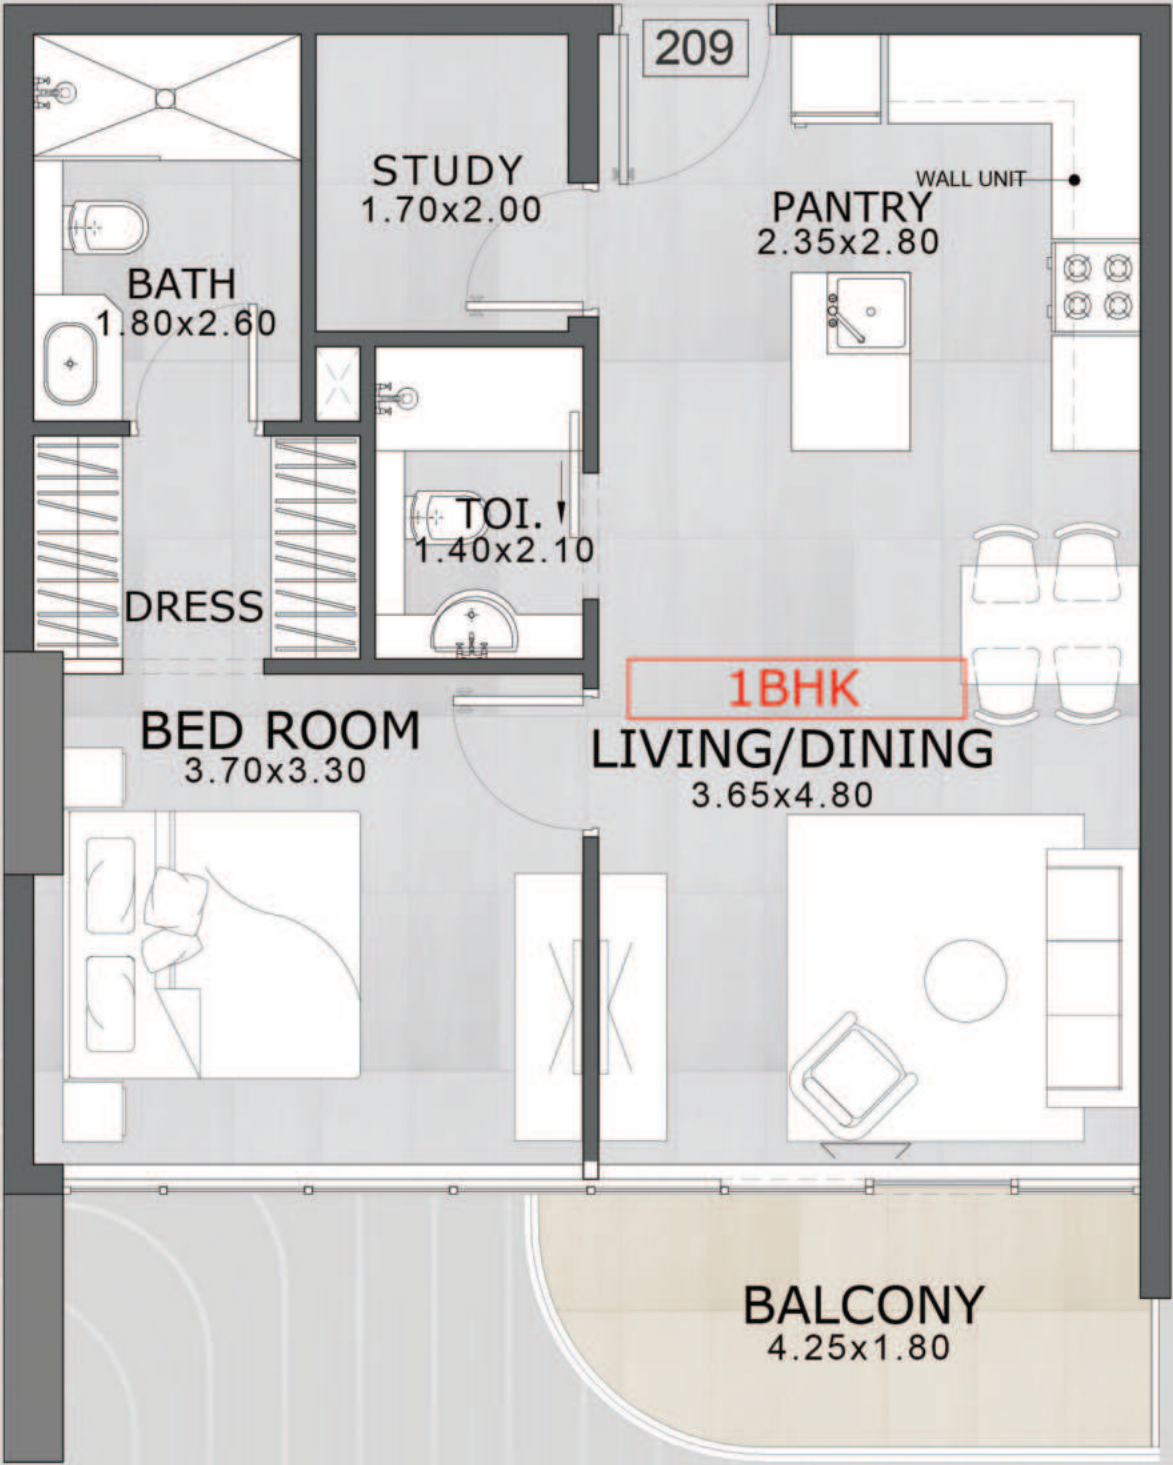 209
STUDY
1.70x2.00
WALL UNIT
PANTRY
2.35x2.80
BATH
1.80x2.60
TOI.
1.40x2.10
DRESS
1BHK
BED ROOM
3.70x3.30
LIVING/DINING
3.65x4.80
BALCONY
4.25x1.80